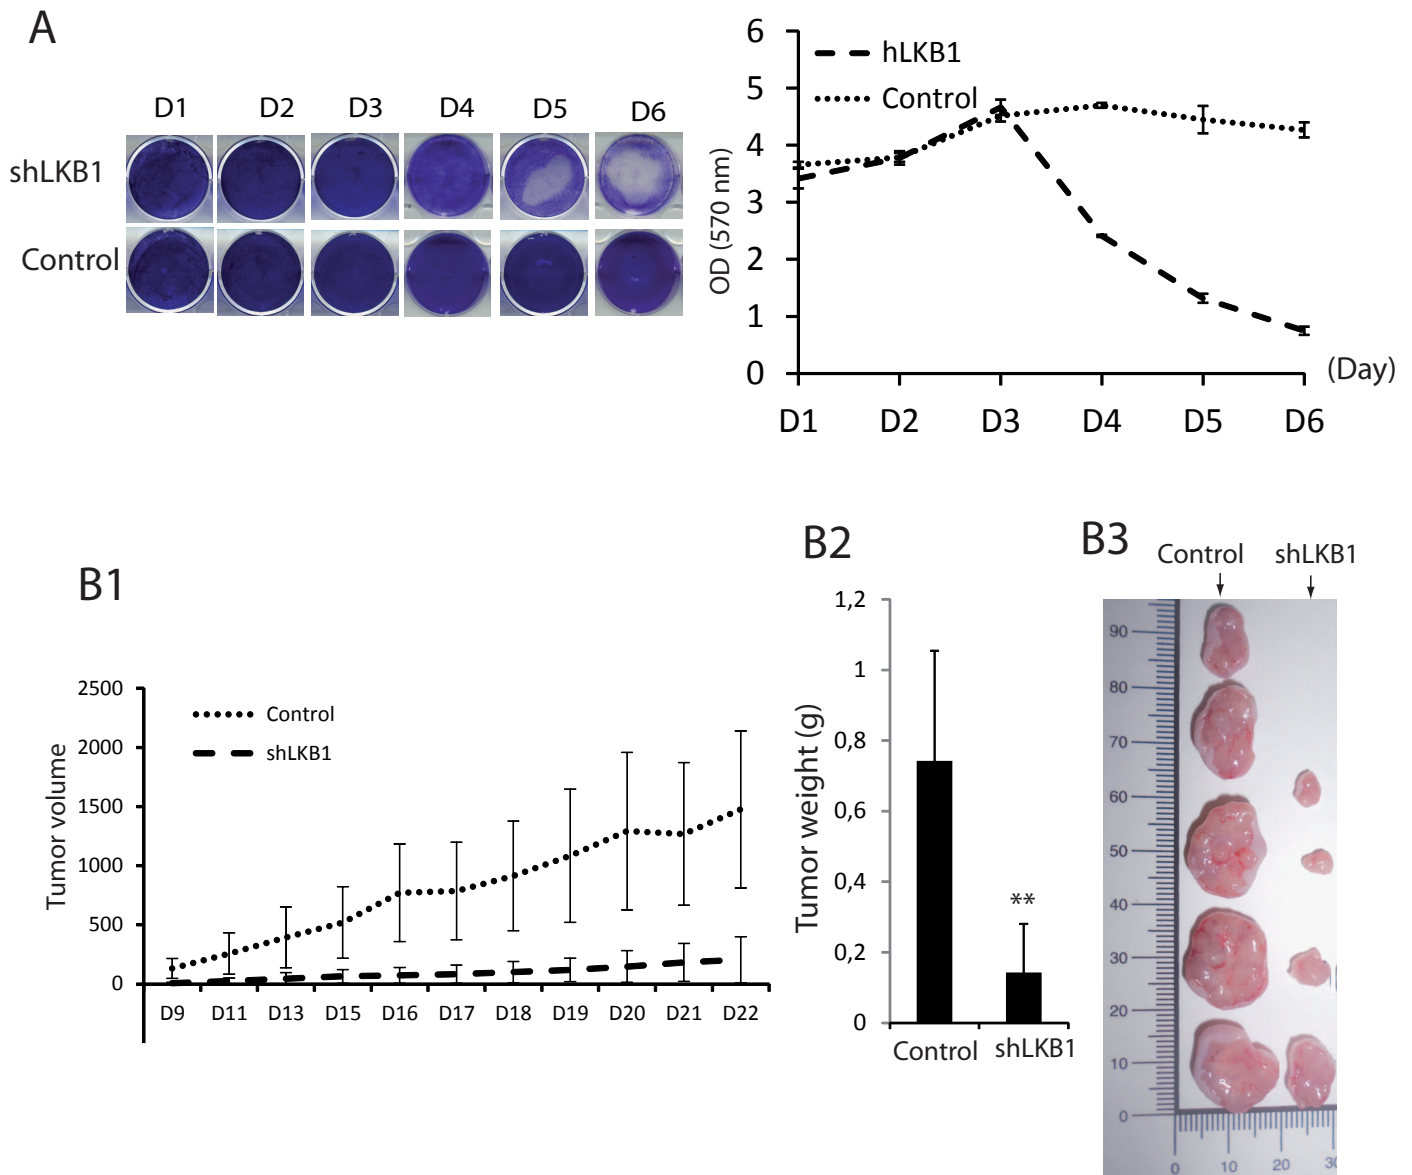 A
D1 D2 D3 D4 D5 D6
shLKB1
Control
6
5
4
3
2
1
0
OD (570 nm)
hLKB1
Control
(Day)
D1 D2 D3 D4 D5 D6
B1
2500
2000
1500
1000
500
0
Tumor volume
Control
shLKB1
D9 D11 D13 D15 D16 D17 D18 D19 D20 D21 D22
B2
1,2
1
0,8
0,6
0,4
0,2
0
Tumor weight (g)
**
Control shLKB1
B3
Control shLKB1
90
80
70
60
50
40
30
20
10
0
0 10 20